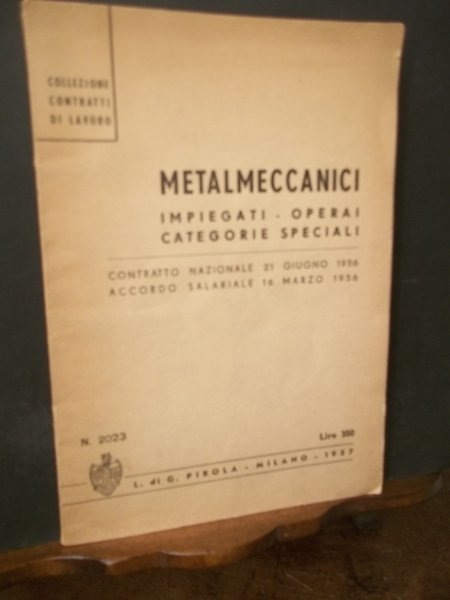 COLLEZIONE
CONTRATTI
DI LAVORO
METALMECCANICI
IMPIEGATI - OPERAI
CATEGORIE SPECIALI
CONTRATTO NAZIONALE 21 GIUGNO 1956
ACCORDO SALARIALE 16 MARZO 1956
N. 2023
Lire 350
L. di G. PIROLA - MILANO - 1957